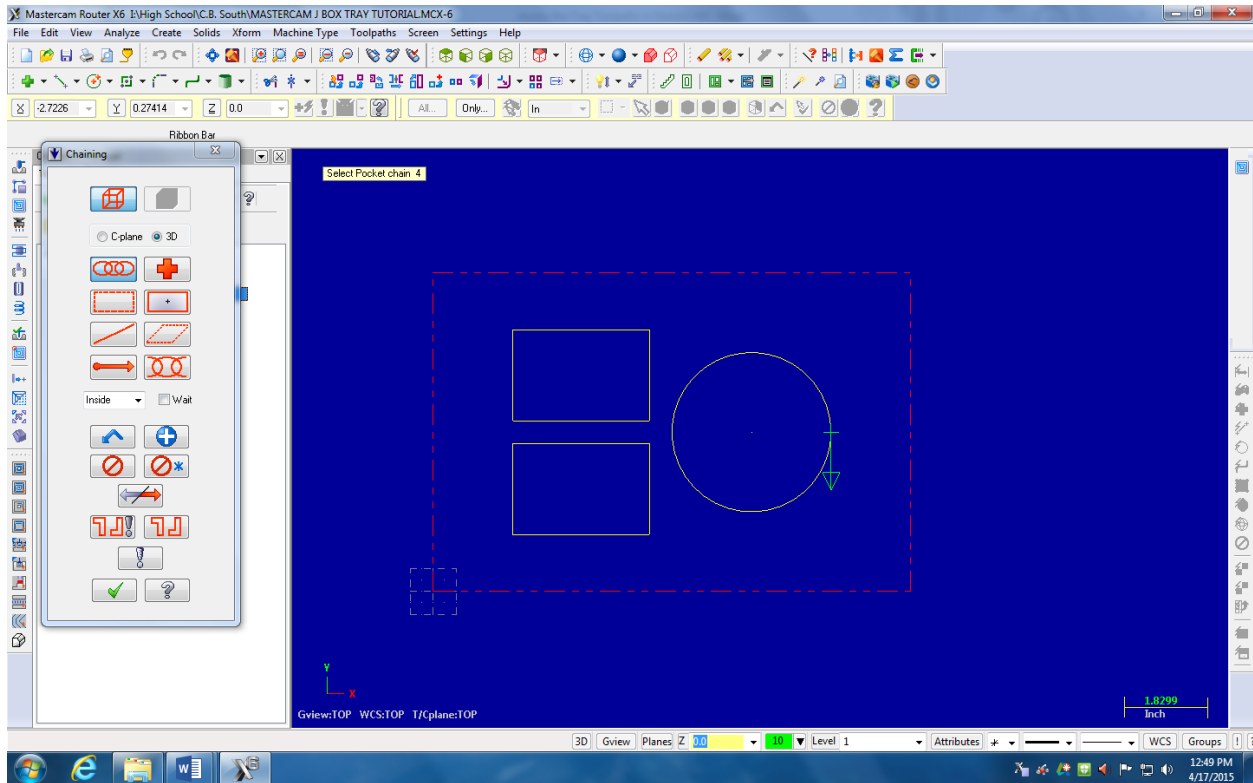 Mastercam Router X6 I:\High School\C.B. South\MASTERCAM J BOX TRAY TUTORIAL.MCX-6
File Edit View Analyze Create Solids Xform Machine Type Toolpaths Screen Settings Help
X -2.7226 Y 0.27414 Z 0.0 All... Only... In
Ribbon Bar
Chaining
Select Pocket chain 4
C-plane 3D
Inside Wait
Y
X
Gview:TOP WCS:TOP T/Cplane:TOP
1.8299
Inch
3D Gview Planes Z 0.0 10 Level 1 Attributes WCS Groups
12:49 PM
4/17/2015